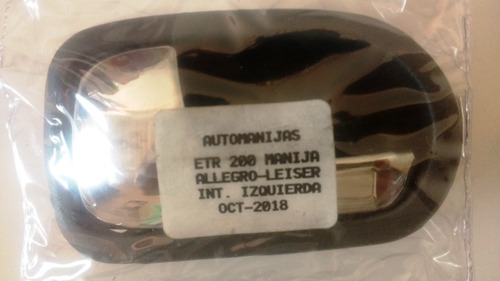 AUTOMANIJAS
ETR 200 MANIJA
ALLEGRO-LEISER
INT. IZQUIERDA
OCT-2018